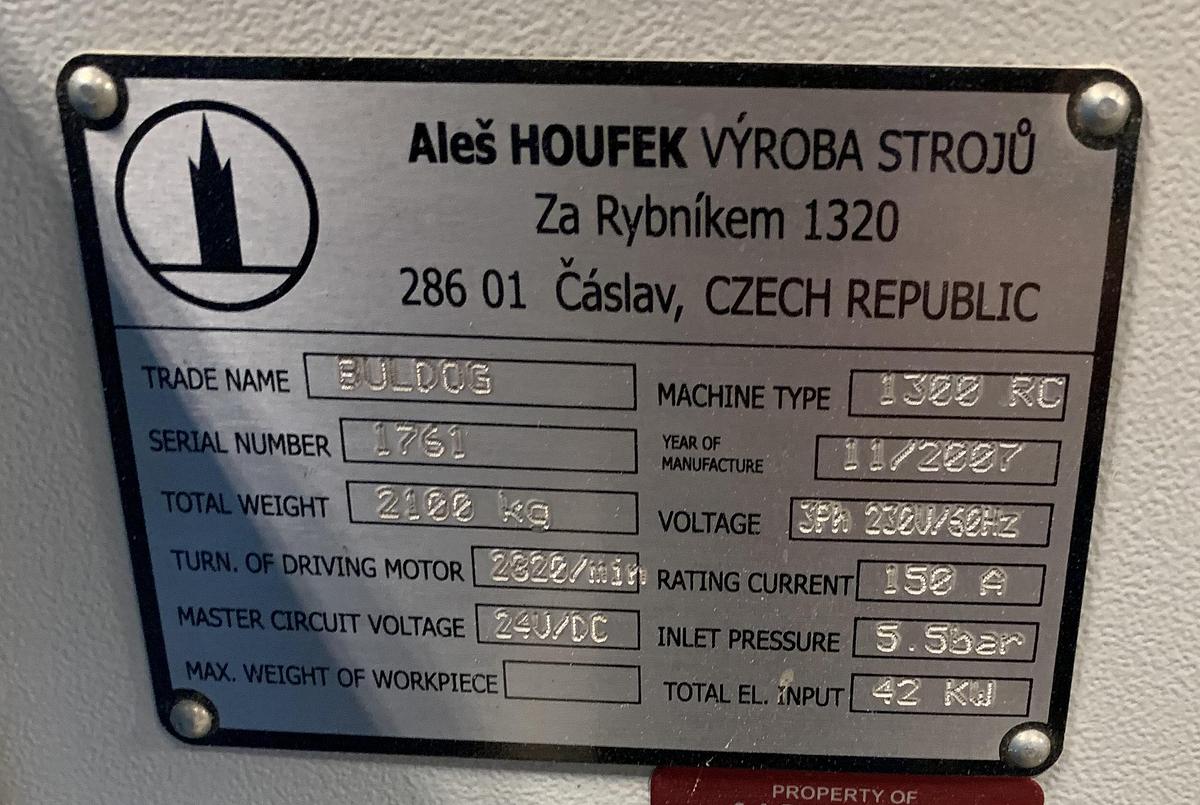 Aleš HOUFEK VÝROBA STROJŮ
Za Rybníkem 1320
286 01 Čáslav, CZECH REPUBLIC
TRADE NAME BULDOG
MACHINE TYPE 1300 RC
SERIAL NUMBER 1761
YEAR OF
MANUFACTURE 11/2007
TOTAL WEIGHT 2100 kg
VOLTAGE 3Ph 230V/60Hz
TURN. OF DRIVING MOTOR
RATING CURRENT 150 A
MASTER CIRCUIT VOLTAGE 24V/DC
INLET PRESSURE 5.5bar
MAX. WEIGHT OF WORKPIECE
TOTAL EL. INPUT 42 KW
PROPERTY OF